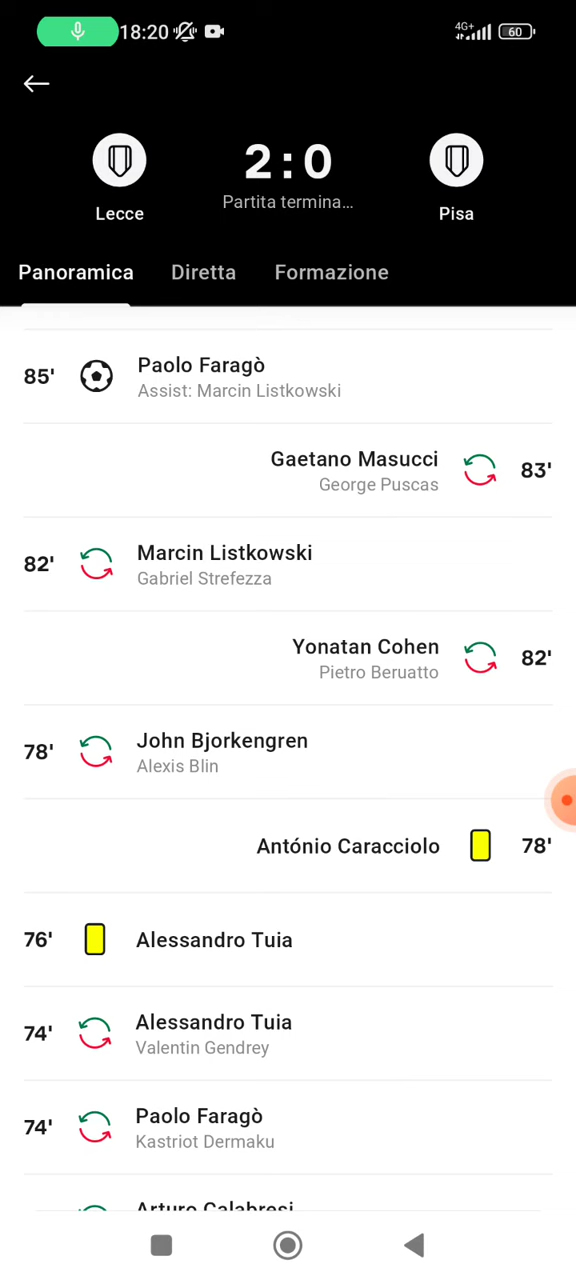 18:20
4G+
60
2 : 0
Partita termina...
Lecce
Pisa
Panoramica
Diretta
Formazione
85'
Paolo Faragò
Assist: Marcin Listkowski
Gaetano Masucci
George Puscas
83'
82'
Marcin Listkowski
Gabriel Strefezza
Yonatan Cohen
Pietro Beruatto
82'
78'
John Bjorkengren
Alexis Blin
António Caracciolo
78'
76'
Alessandro Tuia
74'
Alessandro Tuia
Valentin Gendrey
74'
Paolo Faragò
Kastriot Dermaku
Arturo Calabresi